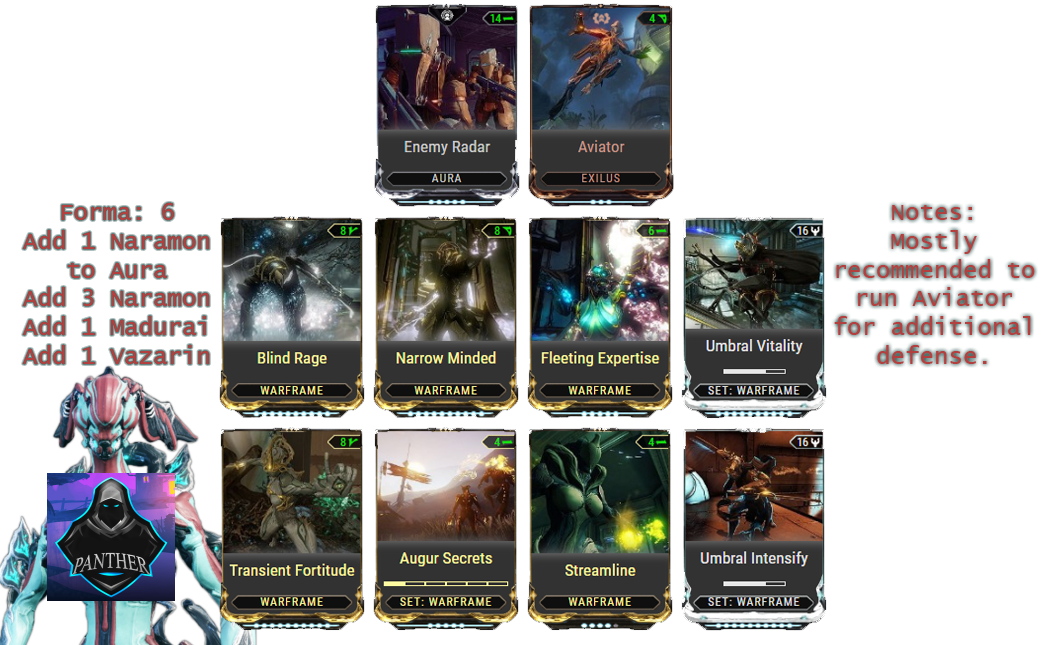 14
4
Enemy Radar
Aviator
AURA
EXILUS
Forma: 6
Add 1 Naramon
to Aura
Add 3 Naramon
Add 1 Madurai
Add 1 Vazarin
8
8
6
16
Blind Rage
Narrow Minded
Fleeting Expertise
Umbral Vitality
WARFRAME
WARFRAME
WARFRAME
SET: WARFRAME
Notes:
Mostly
recommended to
run Aviator
for additional
defense.
8
4
4
16
Transient Fortitude
Augur Secrets
Streamline
Umbral Intensify
WARFRAME
SET: WARFRAME
WARFRAME
SET: WARFRAME
PANTHER